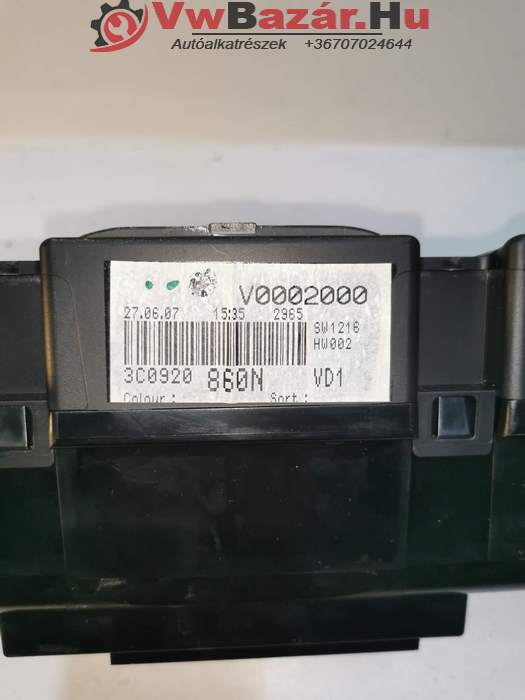 VwBazár.Hu
Autóalkatrészek +36707024644
V0002000
27.06.07 15:35 2965
SW1216
HW002
3C0920 860N VD1
Colour : Sort :